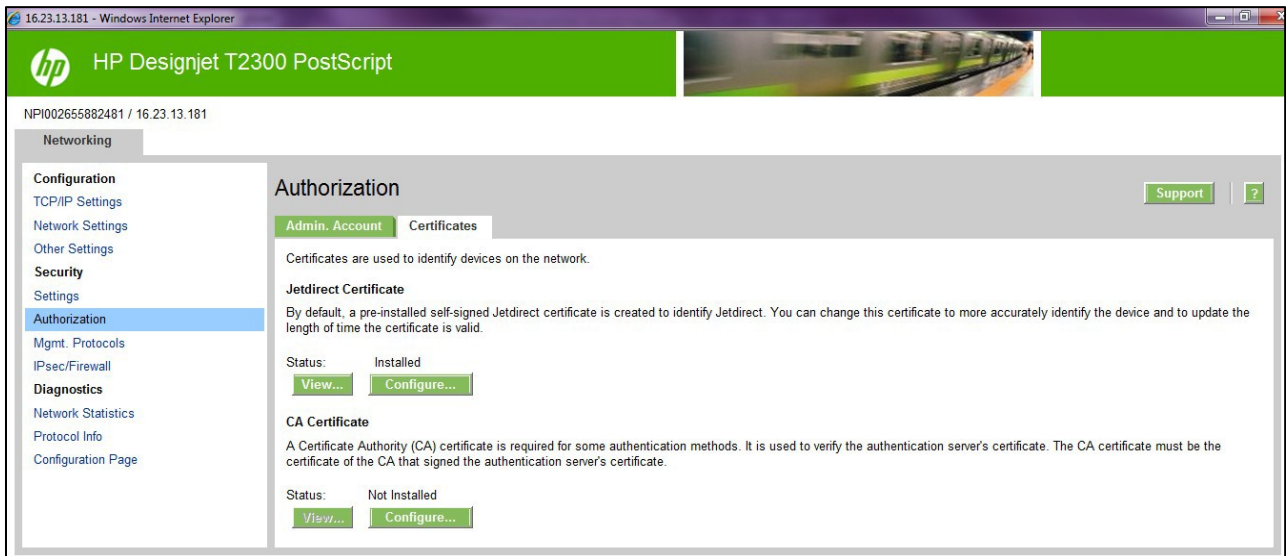 16.23.13.181 - Windows Internet Explorer
hp
HP Designjet T2300 PostScript
NPI002655882481 / 16.23.13.181
Networking
Configuration
TCP/IP Settings
Network Settings
Other Settings
Security
Settings
Authorization
Mgmt. Protocols
IPsec/Firewall
Diagnostics
Network Statistics
Protocol Info
Configuration Page
Authorization
Support
?
Admin. Account
Certificates
Certificates are used to identify devices on the network.
Jetdirect Certificate
By default, a pre-installed self-signed Jetdirect certificate is created to identify Jetdirect. You can change this certificate to more accurately identify the device and to update the
length of time the certificate is valid.
Status: Installed
View... Configure...
CA Certificate
A Certificate Authority (CA) certificate is required for some authentication methods. It is used to verify the authentication server's certificate. The CA certificate must be the
certificate of the CA that signed the authentication server's certificate.
Status: Not Installed
View... Configure...